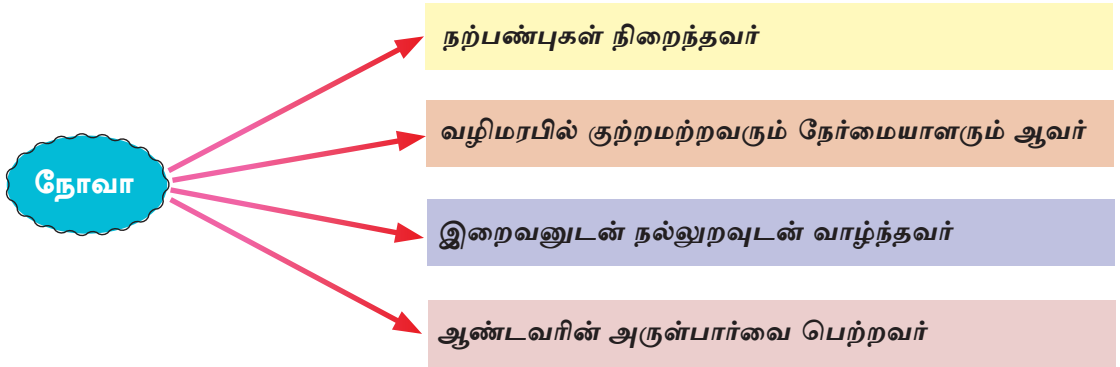 நோவா
நற்பண்புகள் நிறைந்தவர்
வழிமரபில் குற்றமற்றவரும் நேர்மையாளரும் ஆவர்
இறைவனுடன் நல்லுறவுடன் வாழ்ந்தவர்
ஆண்டவரின் அருள்பார்வை பெற்றவர்